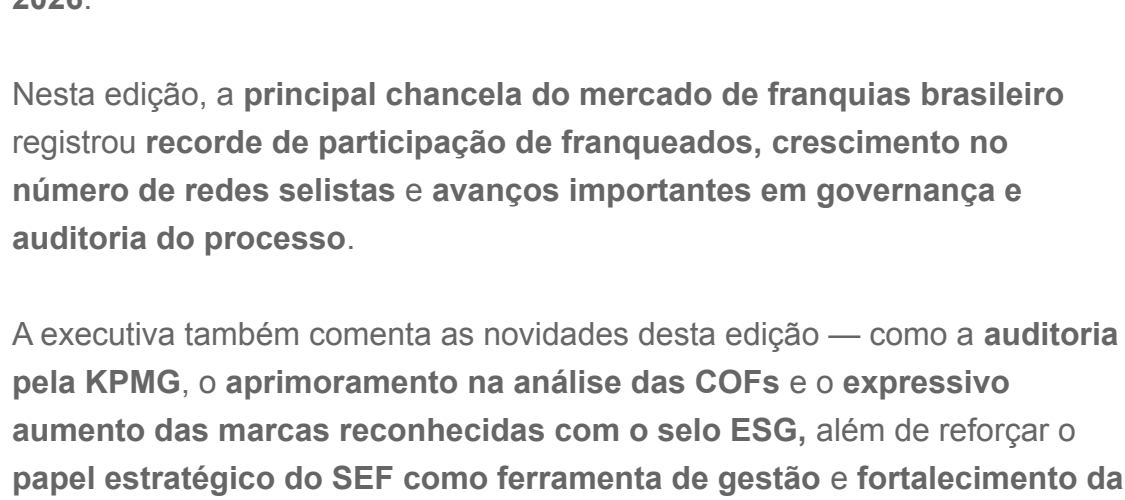 2026.
Nesta edição, a principal chancela do mercado de franquias brasileiro
registrou recorde de participação de franqueados, crescimento no
número de redes selistas e avanços importantes em governança e
auditoria do processo.
A executiva também comenta as novidades desta edição — como a auditoria
pela KPMG, o aprimoramento na análise das COFs e o expressivo
aumento das marcas reconhecidas com o selo ESG, além de reforçar o
papel estratégico do SEF como ferramenta de gestão e fortalecimento da